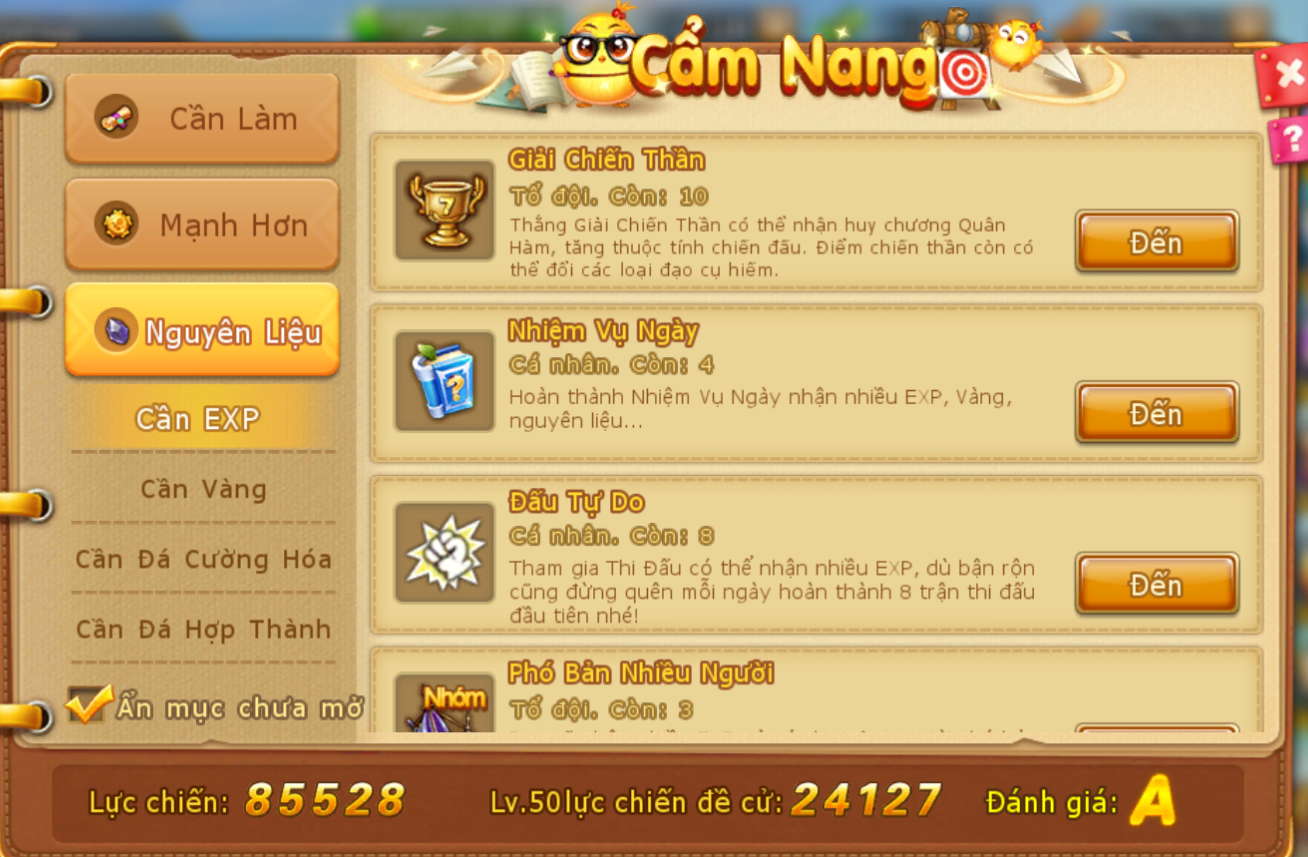 Cẩm Nang
Cần Làm
Mạnh Hơn
Nguyên Liệu
Cần EXP
Cần Vàng
Cần Đá Cường Hóa
Cần Đá Hợp Thành
Ẩn mục chưa mở
7
Giải Chiến Thần
Tổ đội. Còn: 10
Thắng Giải Chiến Thần có thể nhận huy chương Quân
Hàm, tăng thuộc tính chiến đấu. Điểm chiến thần còn có
thể đổi các loại đạo cụ hiếm.
Đến
?
Nhiệm Vụ Ngày
Cá nhân. Còn: 4
Hoàn thành Nhiệm Vụ Ngày nhận nhiều EXP, Vàng,
nguyên liệu...
Đến
Đấu Tự Do
Cá nhân. Còn: 8
Tham gia Thi Đấu có thể nhận nhiều EXP, dù bận rộn
cũng đừng quên mỗi ngày hoàn thành 8 trận thi đấu
đầu tiên nhé!
Đến
Nhóm
Phó Bản Nhiều Người
Tổ đội. Còn: 3
Lực chiến: 85528
Lv.50lực chiến đề cử: 24127
Đánh giá: A
?